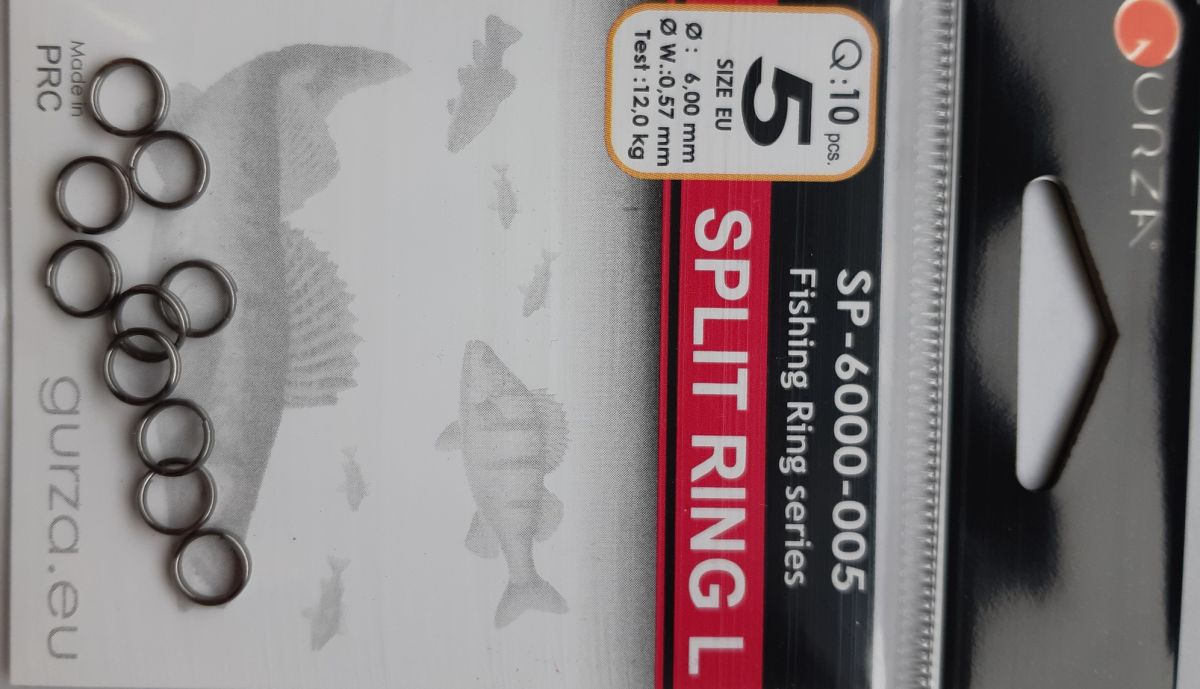 GURZA
SP-6000-005
Fishing Ring series
SPLIT RING L
Q:10 pcs.
5
SIZE EU
Ø : 6,00 mm
Ø W.:0,57 mm
Test :12,0 kg
Made in
PRC
gurza.eu